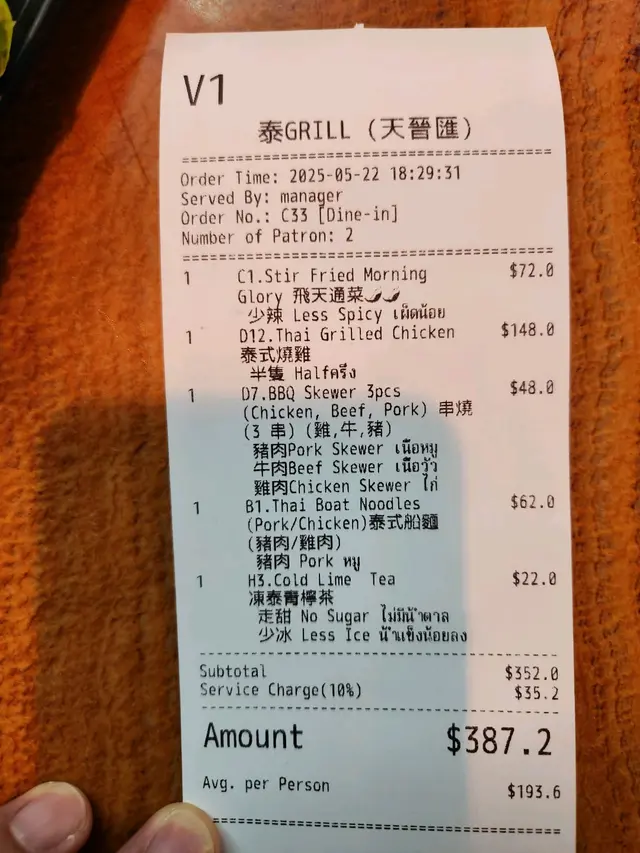 V1
泰GRILL (天晉匯)
Order Time: 2025-05-22 18:29:31
Served By: manager
Order No.: C33 [Dine-in]
Number of Patron: 2
1 C1.Stir Fried Morning $72.0
Glory 飛天通菜🌶🌶
少辣 Less Spicy เผ็ดน้อย
1 D12.Thai Grilled Chicken $148.0
泰式燒雞
半隻 Halfครึ่ง
1 D7.BBQ Skewer 3pcs $48.0
(Chicken, Beef, Pork) 串燒
(3 串) (雞,牛,豬)
豬肉Pork Skewer เนื้อหมู
牛肉Beef Skewer เนื้อวัว
雞肉Chicken Skewer ไก่
1 B1.Thai Boat Noodles $62.0
(Pork/Chicken)泰式船麵
(豬肉/雞肉)
豬肉 Pork หมู
1 H3.Cold Lime Tea $22.0
凍泰青檸茶
走甜 No Sugar ไม่มีน้ำตาล
少冰 Less Ice น้ำแข็งน้อยลง
Subtotal $352.0
Service Charge(10%) $35.2
Amount $387.2
Avg. per Person $193.6